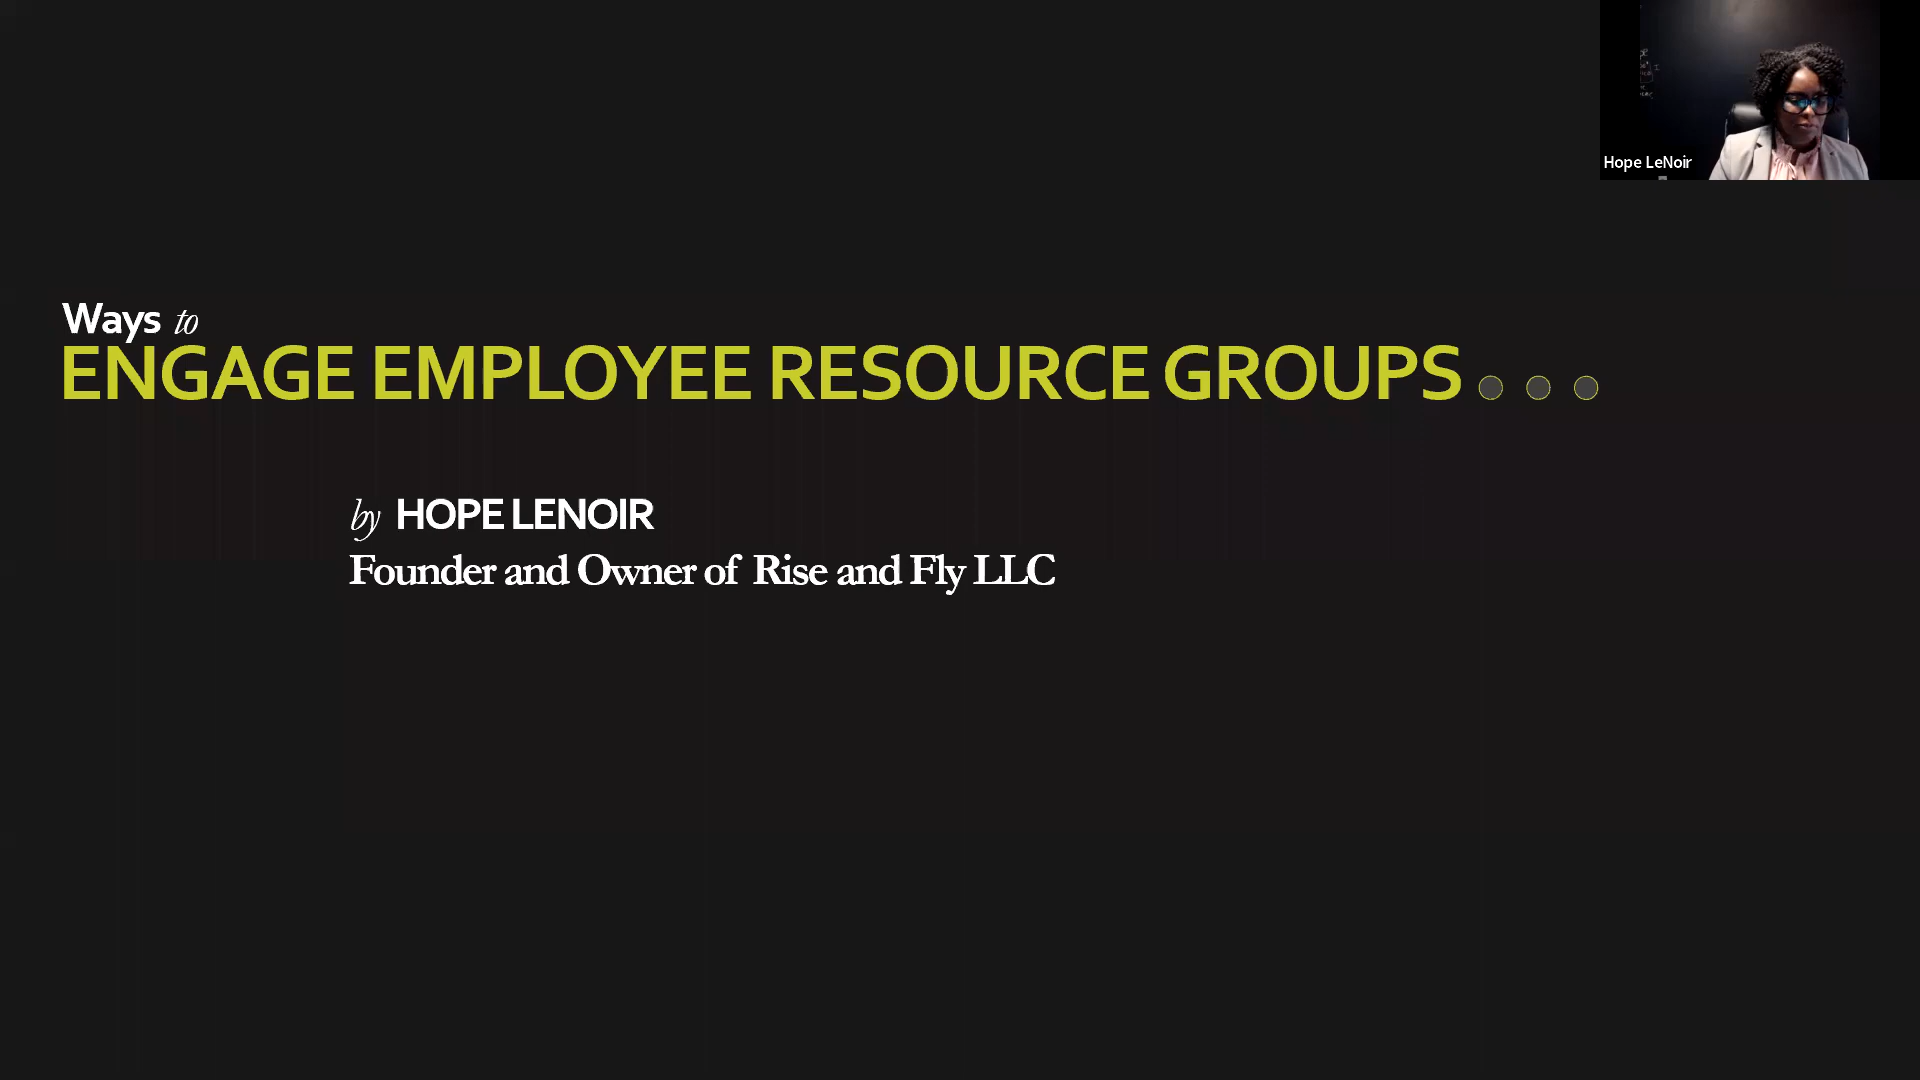 Hope LeNoir
Ways to
ENGAGE EMPLOYEE RESOURCE GROUPS . . .
by HOPE LENOIR
Founder and Owner of Rise and Fly LLC